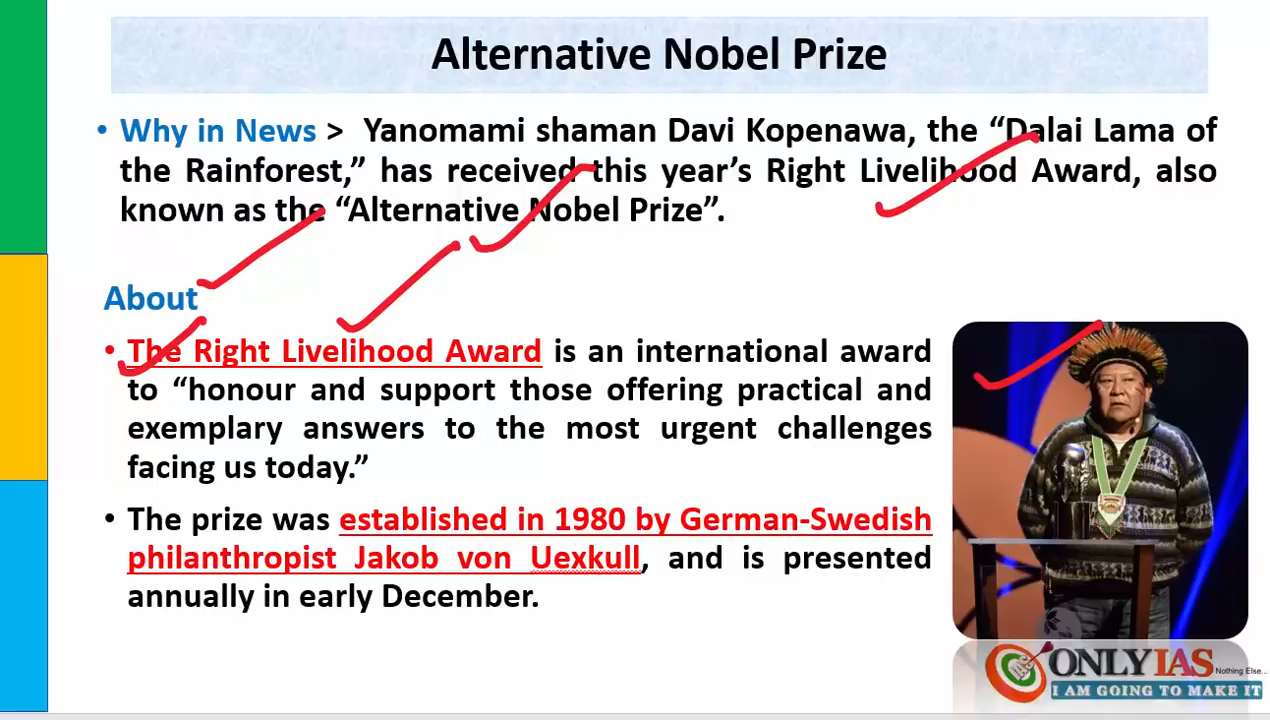 Alternative Nobel Prize
• Why in News > Yanomami shaman Davi Kopenawa, the “Dalai Lama of
the Rainforest,” has received this year’s Right Livelihood Award, also
known as the “Alternative Nobel Prize”.
About
• The Right Livelihood Award is an international award
to “honour and support those offering practical and
exemplary answers to the most urgent challenges
facing us today.”
• The prize was established in 1980 by German-Swedish
philanthropist Jakob von Uexkull, and is presented
annually in early December.
ONLYIAS
Nothing Else...
I AM GOING TO MAKE IT